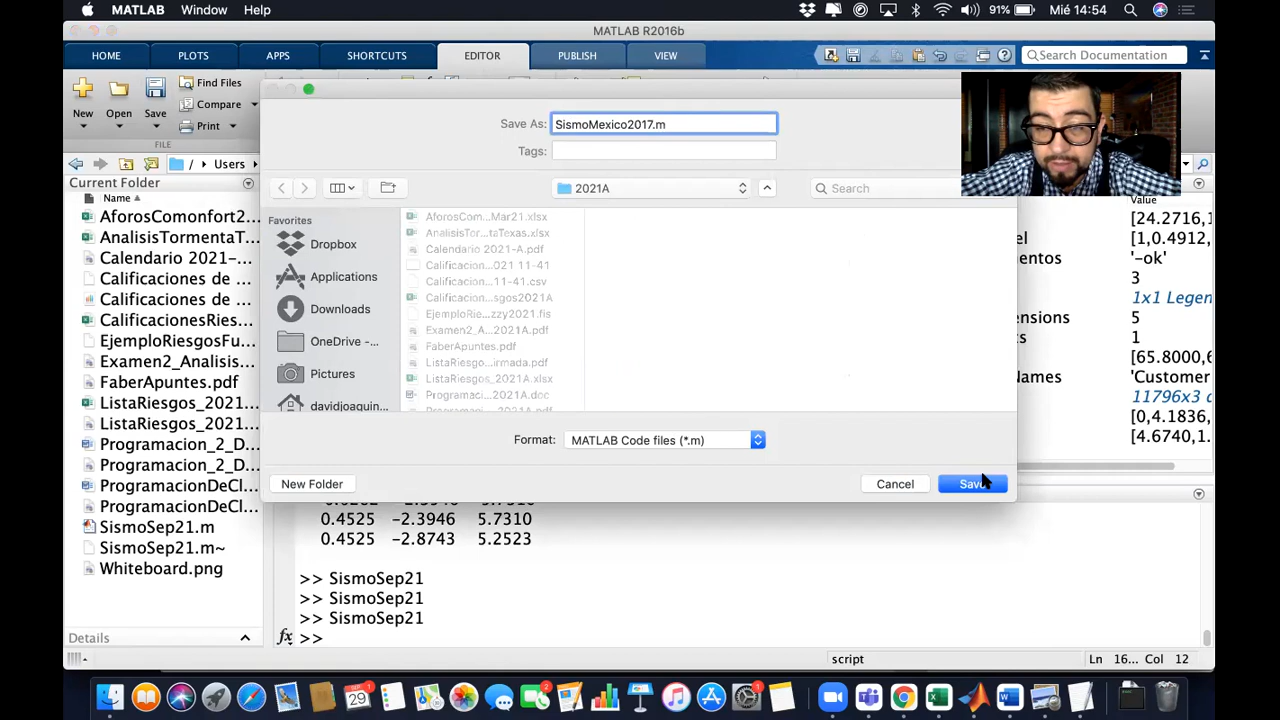 MATLAB Window Help 91% Mié 14:54
MATLAB R2016b
HOME PLOTS APPS SHORTCUTS EDITOR PUBLISH VIEW Search Documentation
New Open Save Find Files
Compare
Print
FILE
Save As: SismoMexico2017.m
Tags:
/ Users
2021A
Search
Current Folder
Name
AforosComonfort2...
AnalisisTormentaT...
Calendario 2021-...
Calificaciones de ...
Calificaciones de ...
CalificacionesRies...
EjemploRiesgosFu...
Examen2_Analisis...
FaberApuntes.pdf
ListaRiesgos_2021...
ListaRiesgos_2021...
Programacion_2_D...
Programacion_2_D...
ProgramacionDeCl...
ProgramacionDeCl...
SismoSep21.m
SismoSep21.m~
Whiteboard.png
Details
Favorites
Dropbox
Applications
Downloads
OneDrive -...
Pictures
davidjoaquin...
AforosCom...Mar21.xlsx
AnalisisTor...taTexas.xlsx
Calendario 2021-A.pdf
Calificacion...021 11-41
Calificacion...11-41.csv
Calificacion...sgos2021A
EjemploRie...zzy2021.fis
Examen2_A...2021A.pdf
FaberApuntes.pdf
ListaRiesgo...irmada.pdf
ListaRiesgos_2021A.xlsx
Programaci...2021A.doc
Programaci...2021A.pdf
Format: MATLAB Code files (*.m)
New Folder
Cancel
Save
Value
[24.2716,1
[1,0.4912,
'-ok'
3
1x1 Legen
5
1
[65.8000,6
'Customer
11796x3 d
[0,4.1836,
[4.6740,1.
0.4525 -2.3946 5.7310
0.4525 -2.8743 5.2523
>> SismoSep21
>> SismoSep21
>> SismoSep21
fx >>
script Ln 16... Col 12